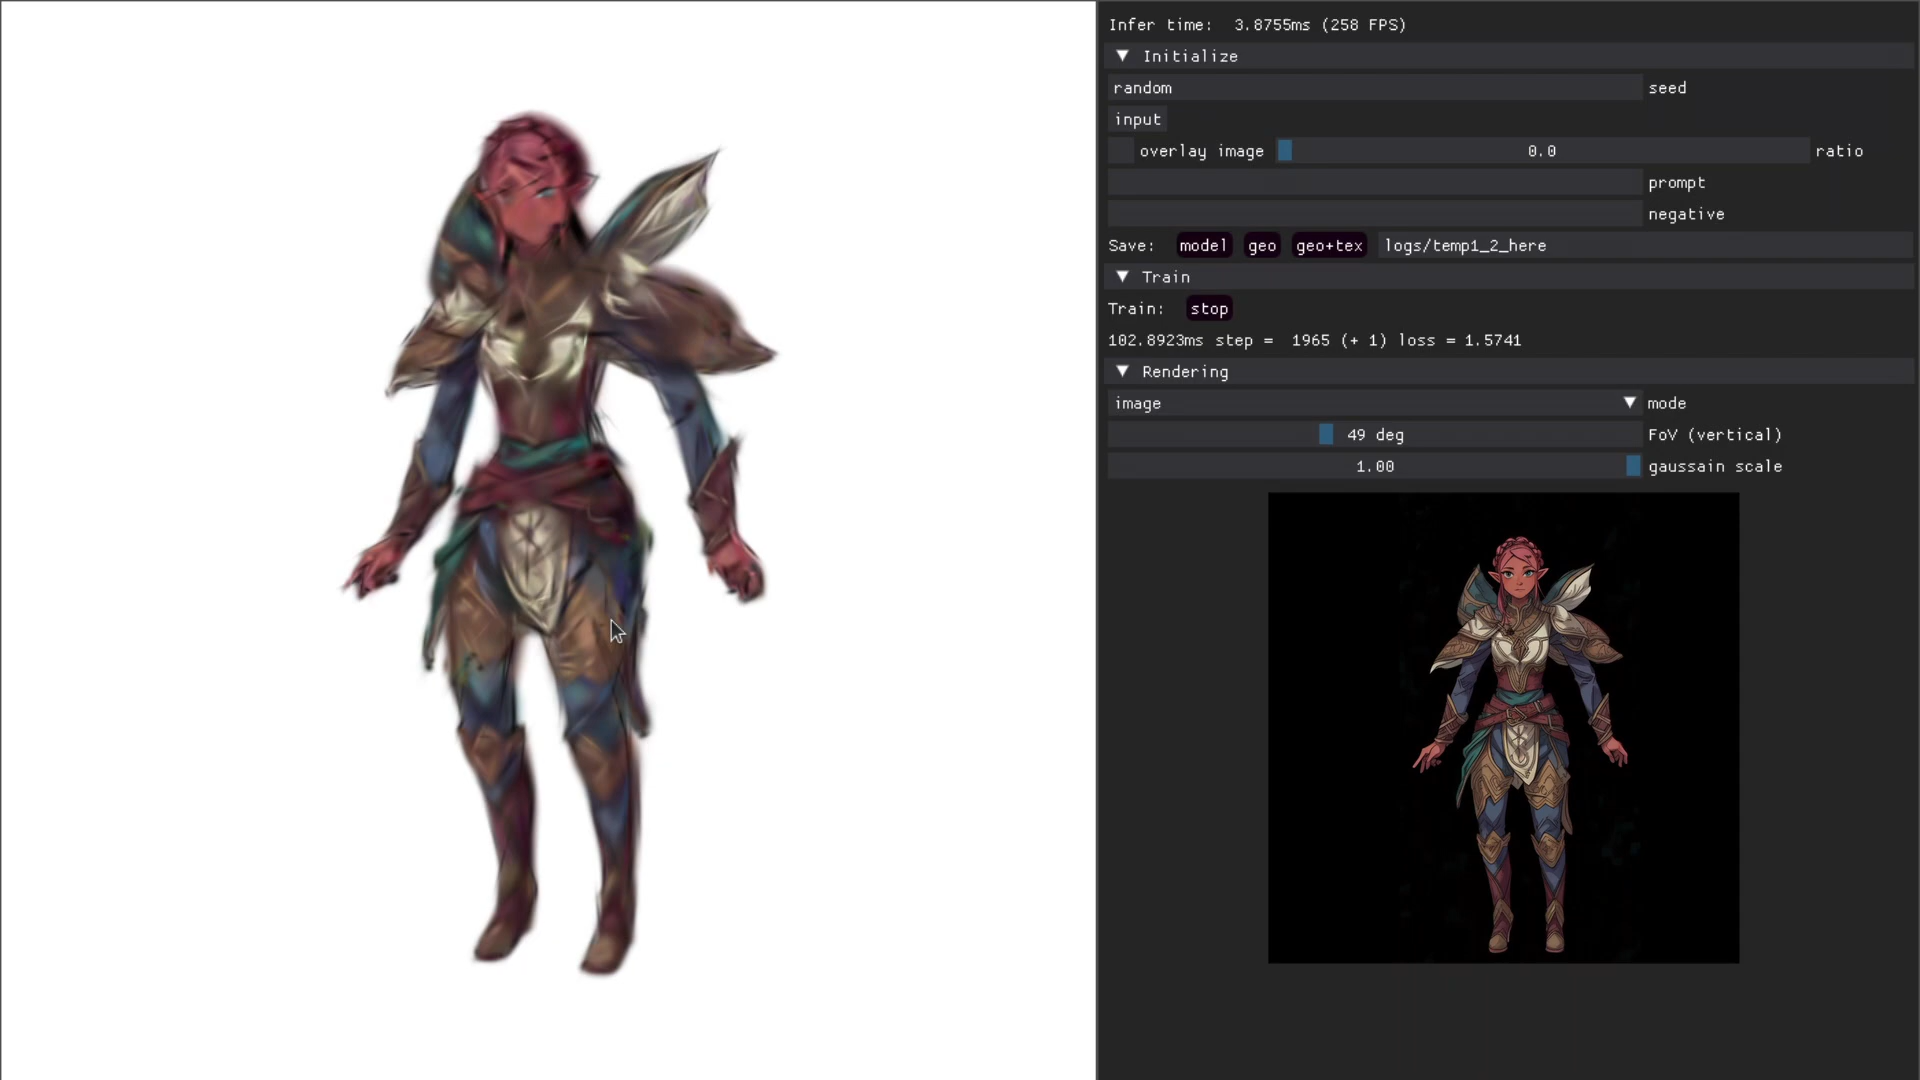 Infer time: 3.8755ms (258 FPS)
Initialize
random seed
input
overlay image 0.0 ratio
prompt
negative
Save: model geo geo+tex logs/temp1_2_here
Train
Train: stop
102.8923ms step = 1965 (+ 1) loss = 1.5741
Rendering
image mode
49 deg FoV (vertical)
1.00 gaussain scale